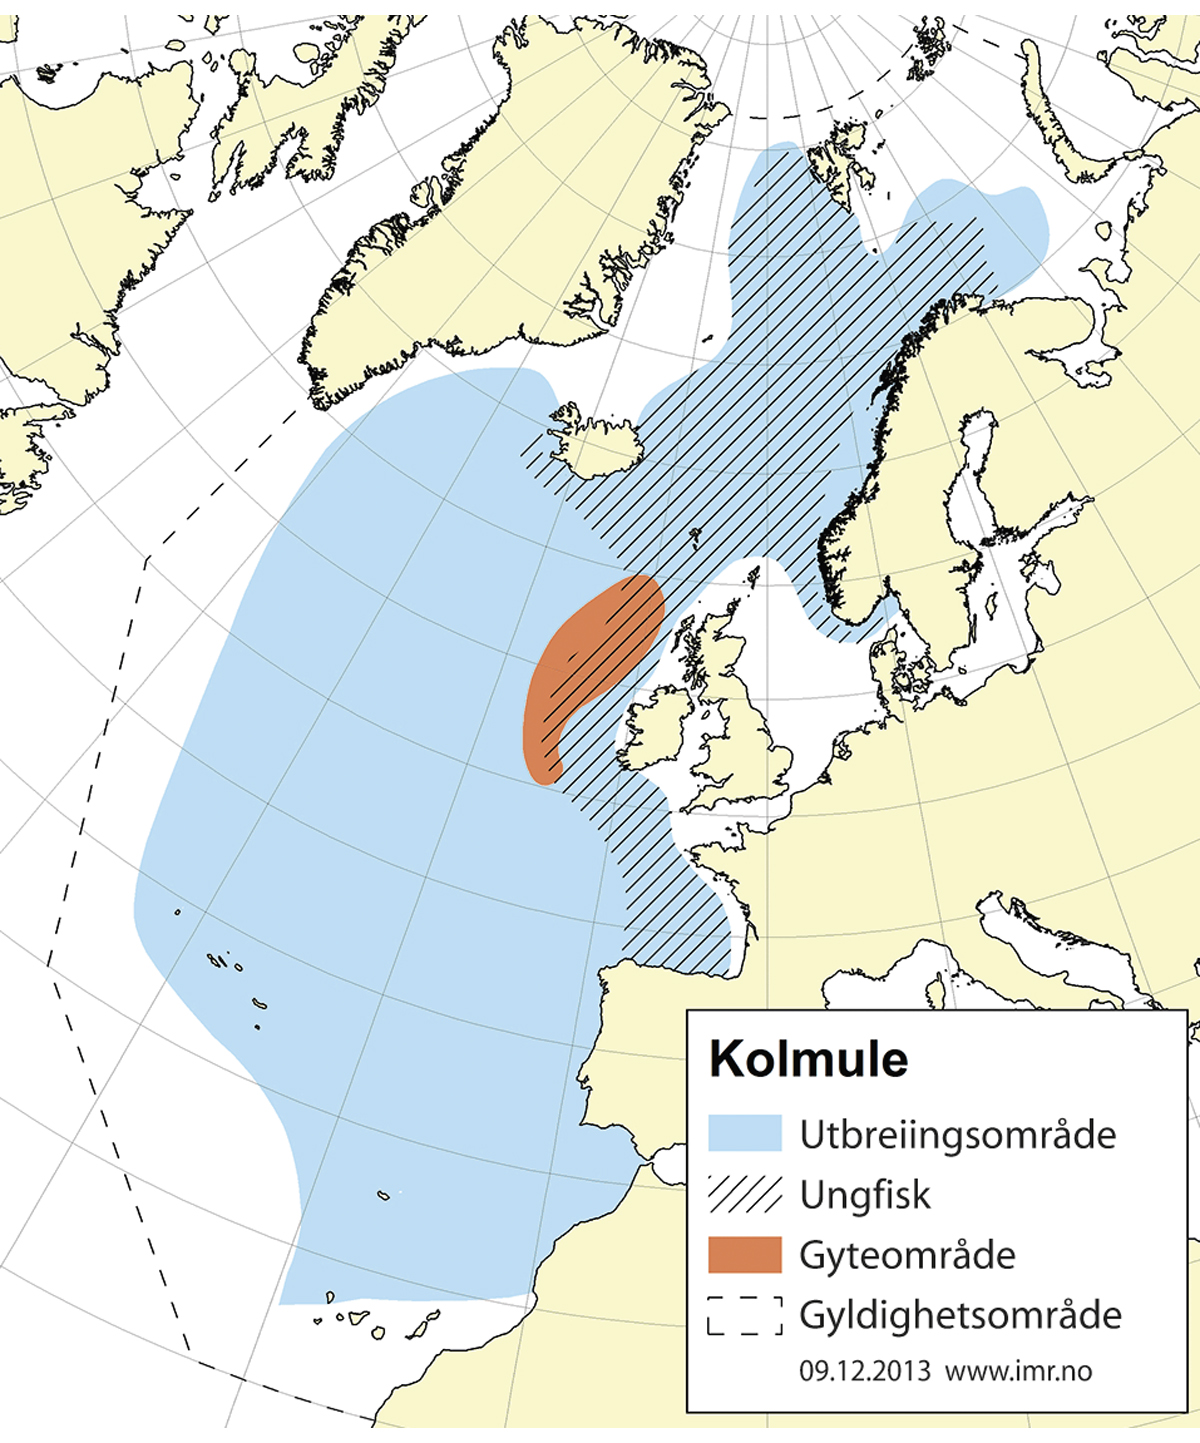 Kolmule
Utbreiingsområde
Ungfisk
Gyteområde
Gyldighetsområde
09.12.2013 www.imr.no